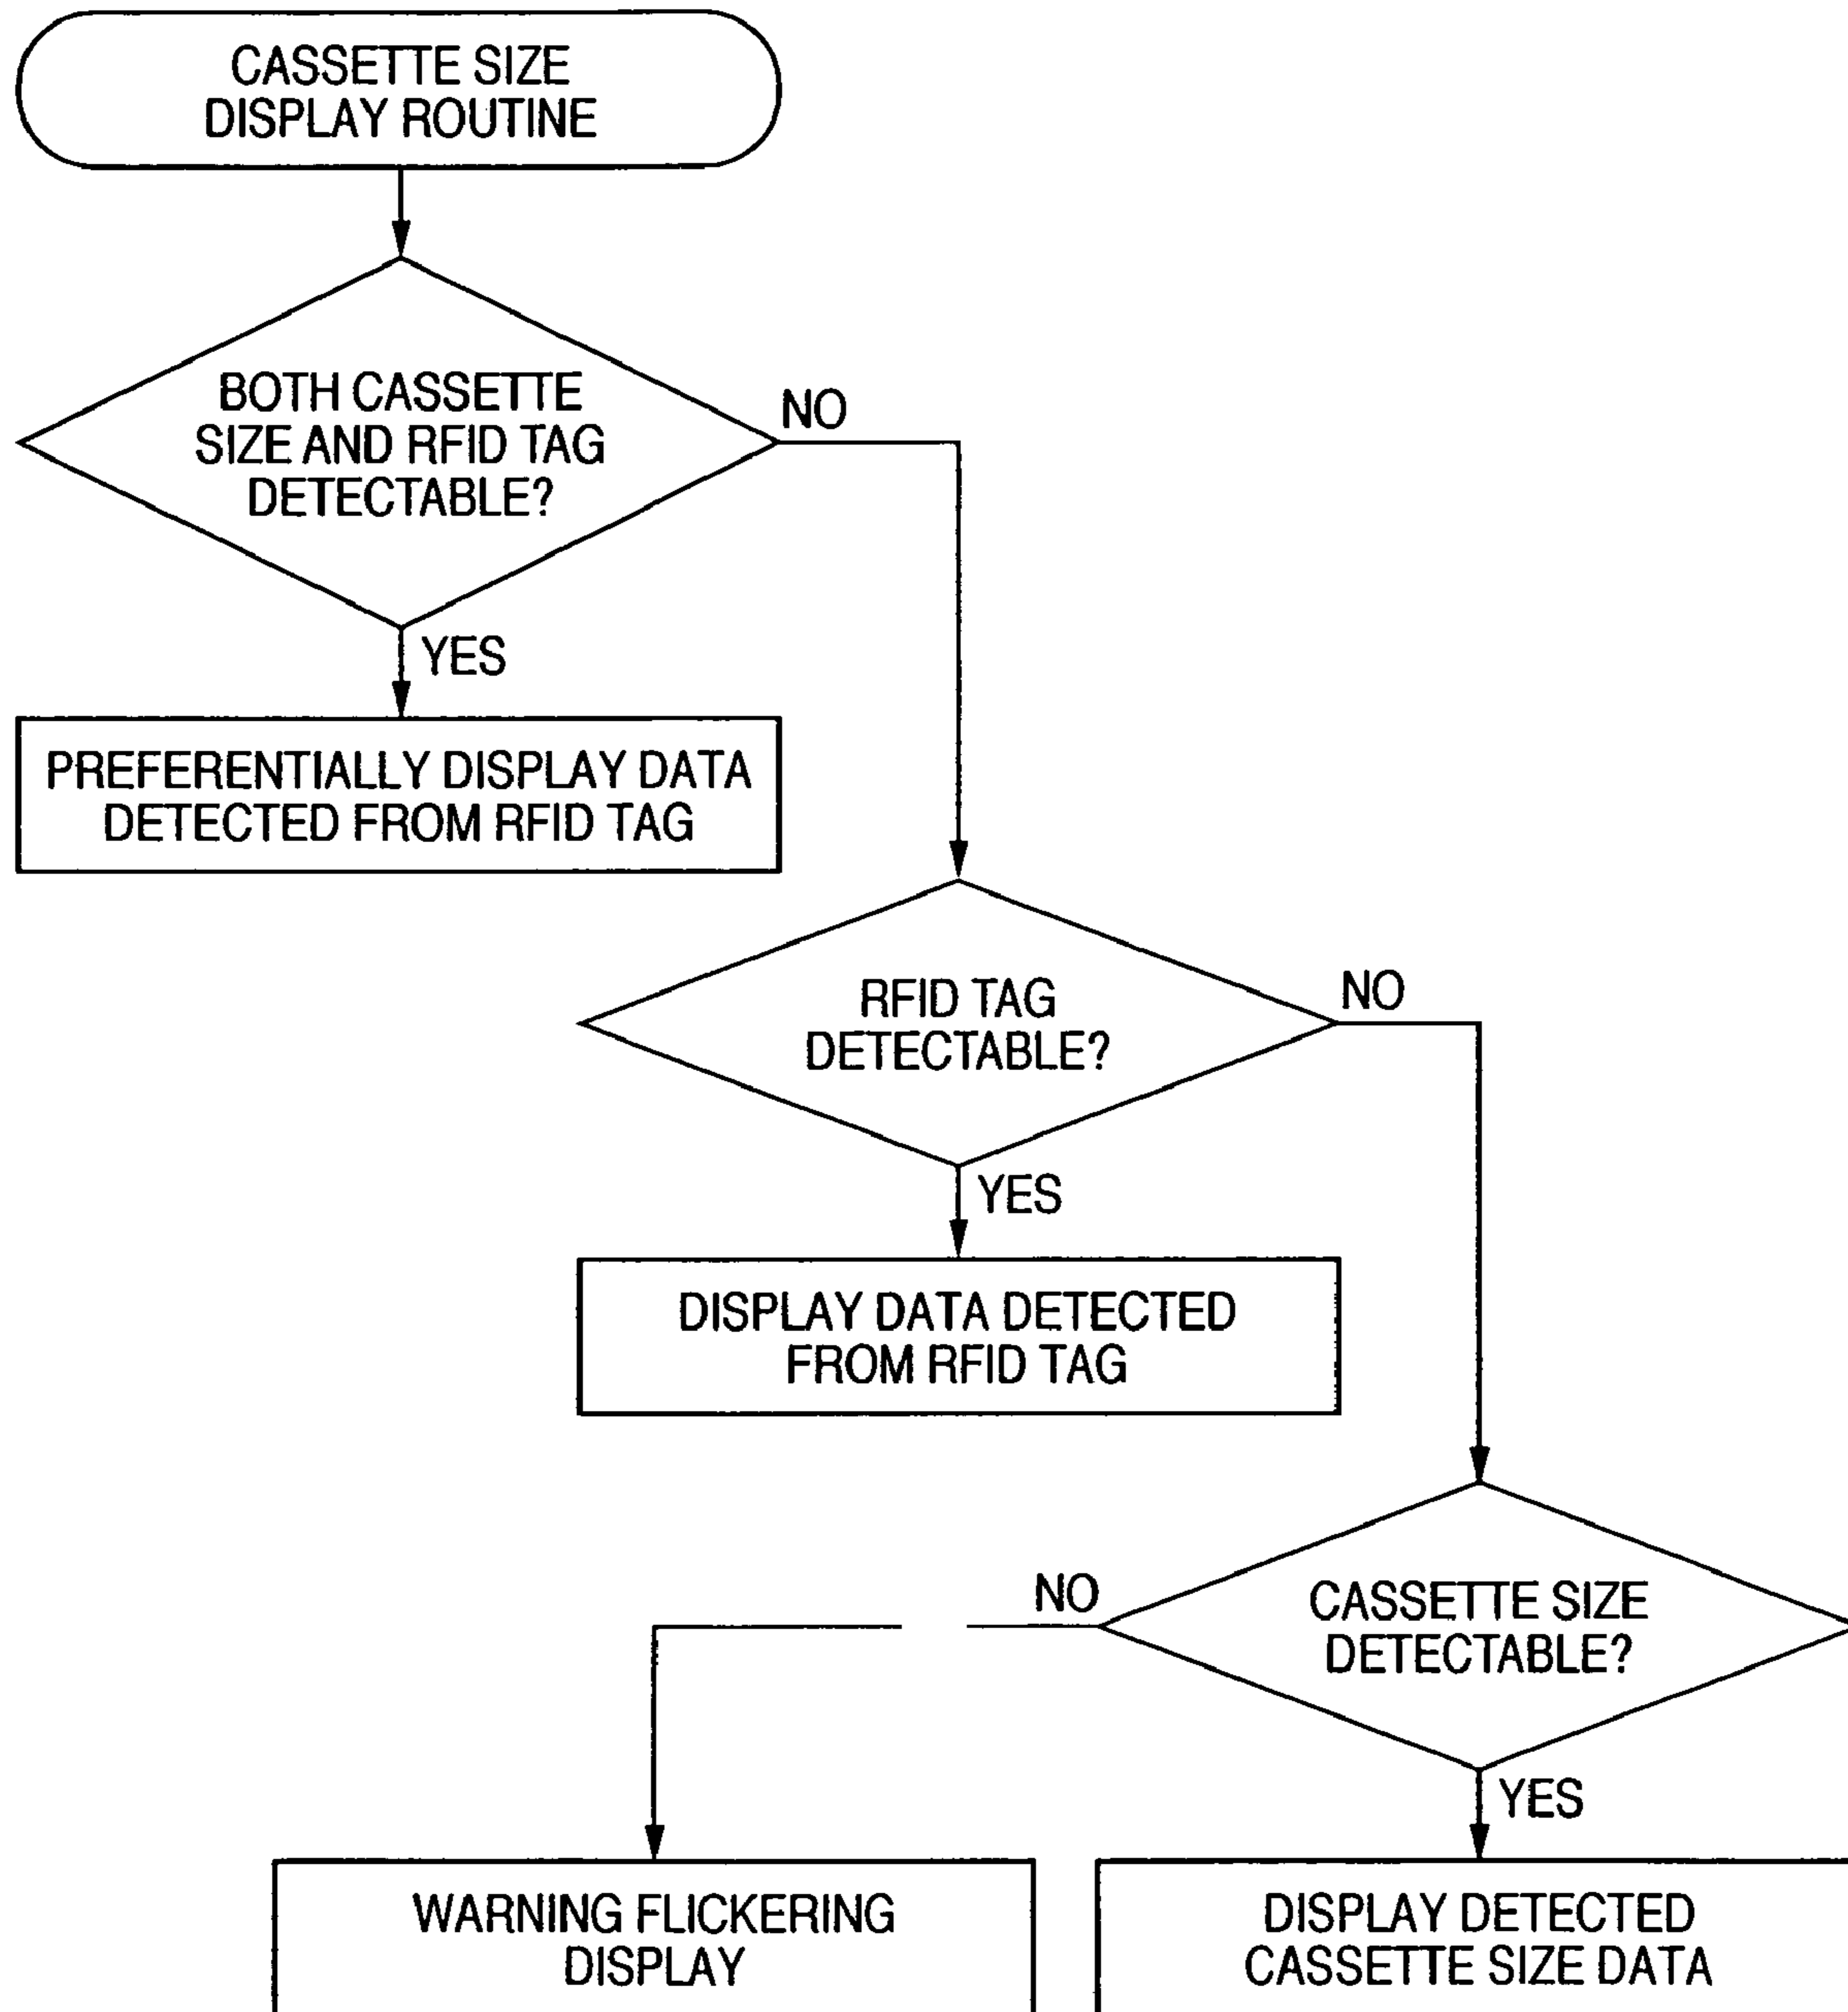 CASSETTE SIZE
DISPLAY ROUTINE
BOTH CASSETTE
SIZE AND RFID TAG
DETECTABLE?
NO
YES
PREFERENTIALLY DISPLAY DATA
DETECTED FROM RFID TAG
RFID TAG
DETECTABLE?
NO
YES
DISPLAY DATA DETECTED
FROM RFID TAG
CASSETTE SIZE
DETECTABLE?
NO
YES
WARNING FLICKERING
DISPLAY
DISPLAY DETECTED
CASSETTE SIZE DATA